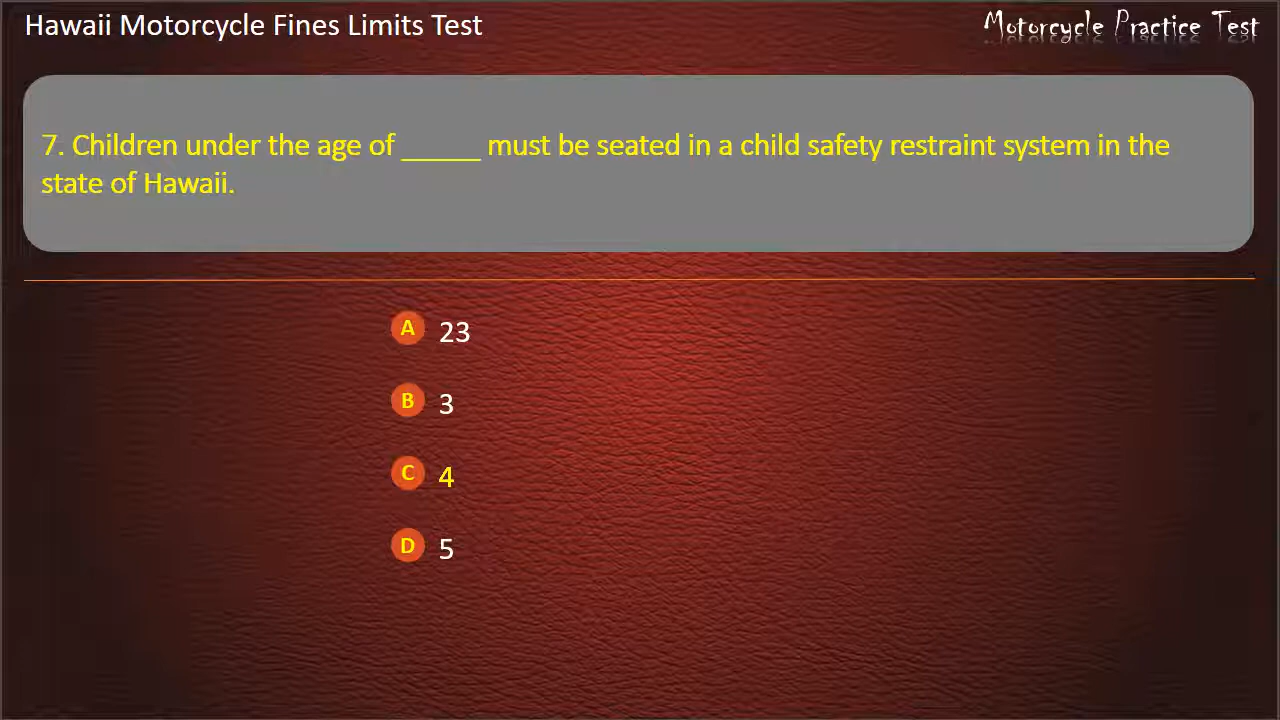 Hawaii Motorcycle Fines Limits Test
Motorcycle Practice Test
7. Children under the age of _____ must be seated in a child safety restraint system in the
state of Hawaii.
A 23
B 3
C 4
D 5